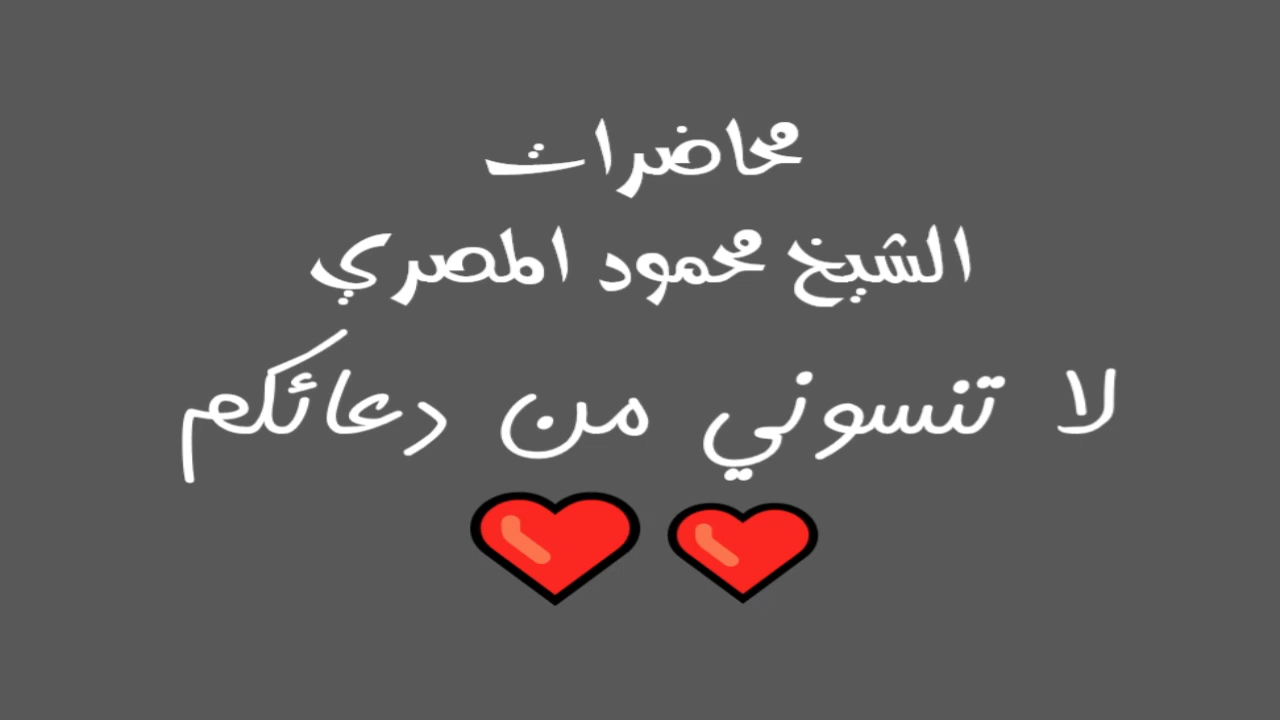 محاضرات
الشيخ محمود المصري
لا تنسوني من دعائكم